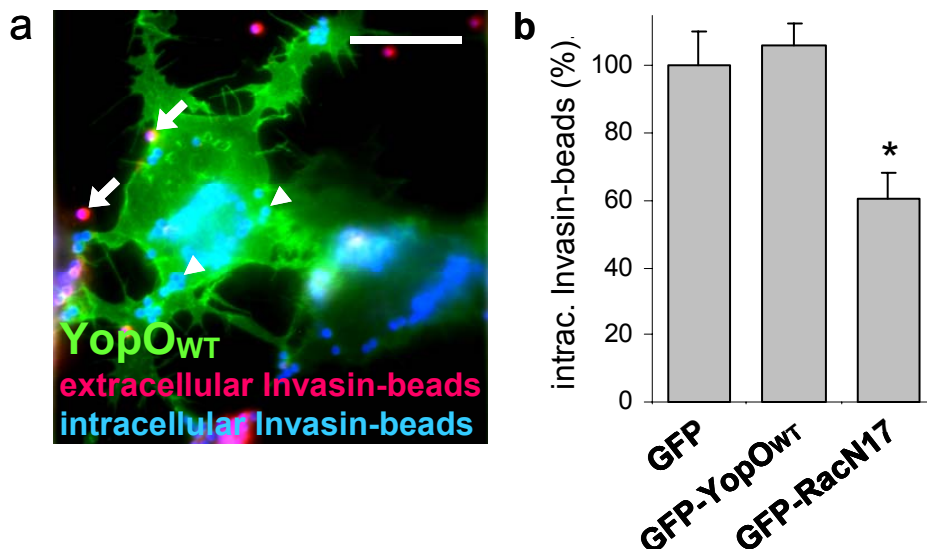 a
YopOWT
extracellular Invasin-beads
intracellular Invasin-beads
b
intrac. Invasin-beads (%)
100
80
60
40
20
0
*
GFP
GFP-YopOWT
GFP-RacN17